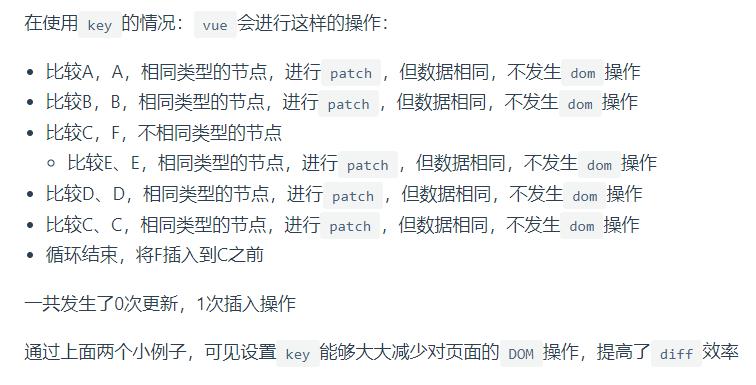 在使用 key 的情况：vue 会进行这样的操作：
比较A，A，相同类型的节点，进行 patch ，但数据相同，不发生 dom 操作
比较B，B，相同类型的节点，进行 patch ，但数据相同，不发生 dom 操作
比较C，F，不相同类型的节点
比较E、E，相同类型的节点，进行 patch ，但数据相同，不发生 dom 操作
比较D、D，相同类型的节点，进行 patch ，但数据相同，不发生 dom 操作
比较C、C，相同类型的节点，进行 patch ，但数据相同，不发生 dom 操作
循环结束，将F插入到C之前
一共发生了0次更新，1次插入操作
通过上面两个小例子，可见设置 key 能够大大减少对页面的 DOM 操作，提高了 diff 效率